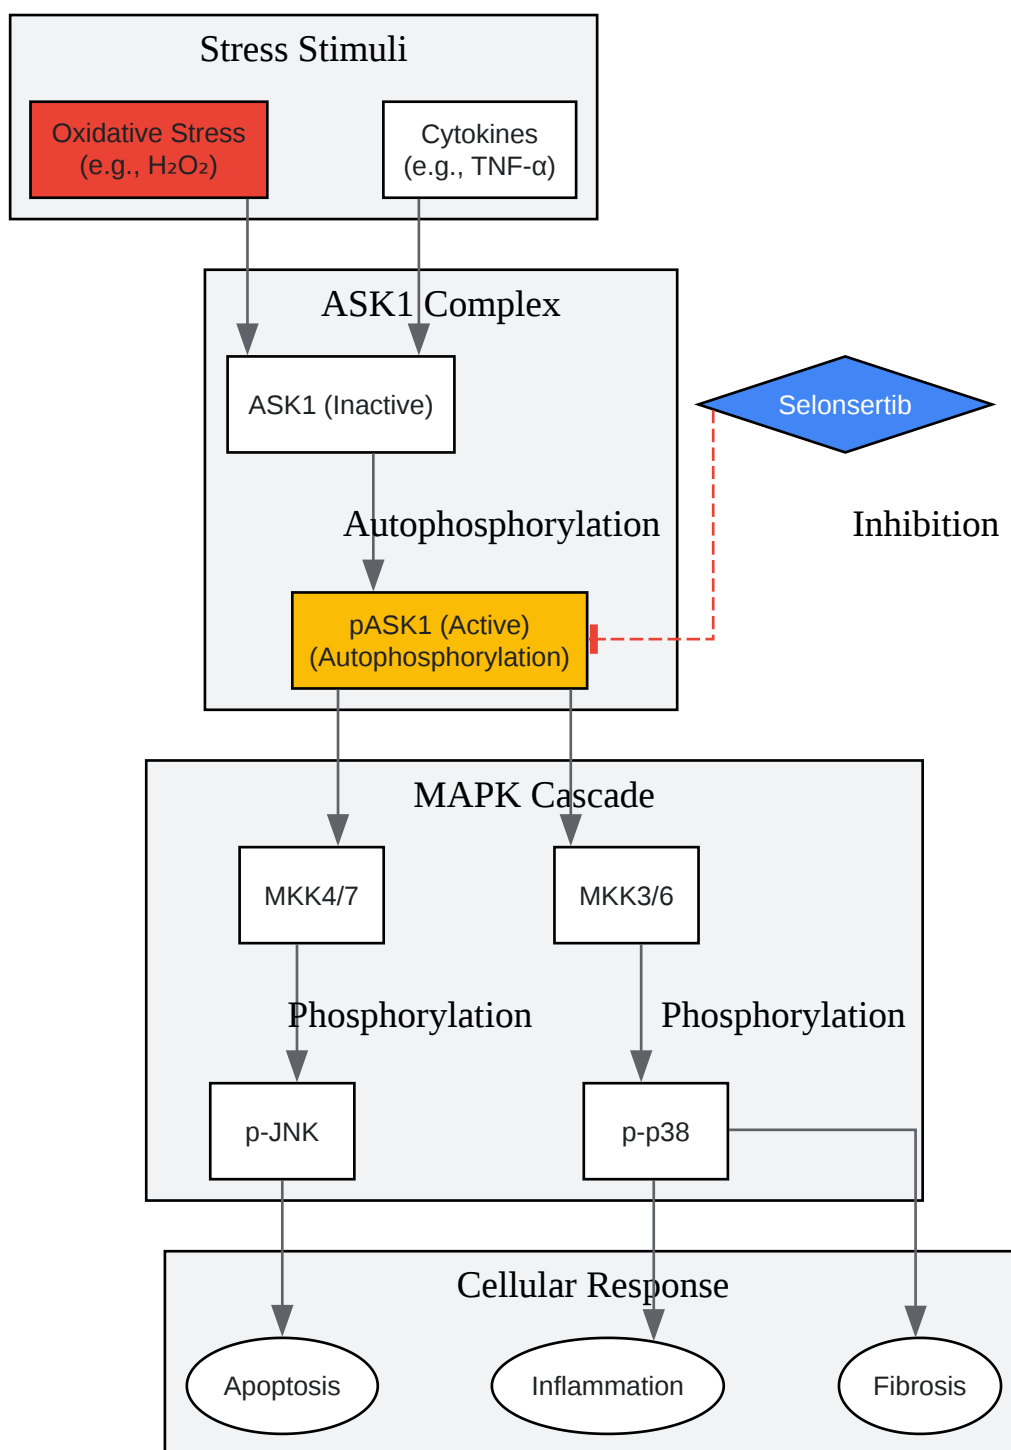 Stress Stimuli
Oxidative Stress
(e.g., H₂O₂)
Cytokines
(e.g., TNF-α)
ASK1 Complex
ASK1 (Inactive)
Selonsertib
Autophosphorylation
Inhibition
pASK1 (Active)
(Autophosphorylation)
MAPK Cascade
MKK4/7
MKK3/6
Phosphorylation
Phosphorylation
p-JNK
p-p38
Cellular Response
Apoptosis
Inflammation
Fibrosis